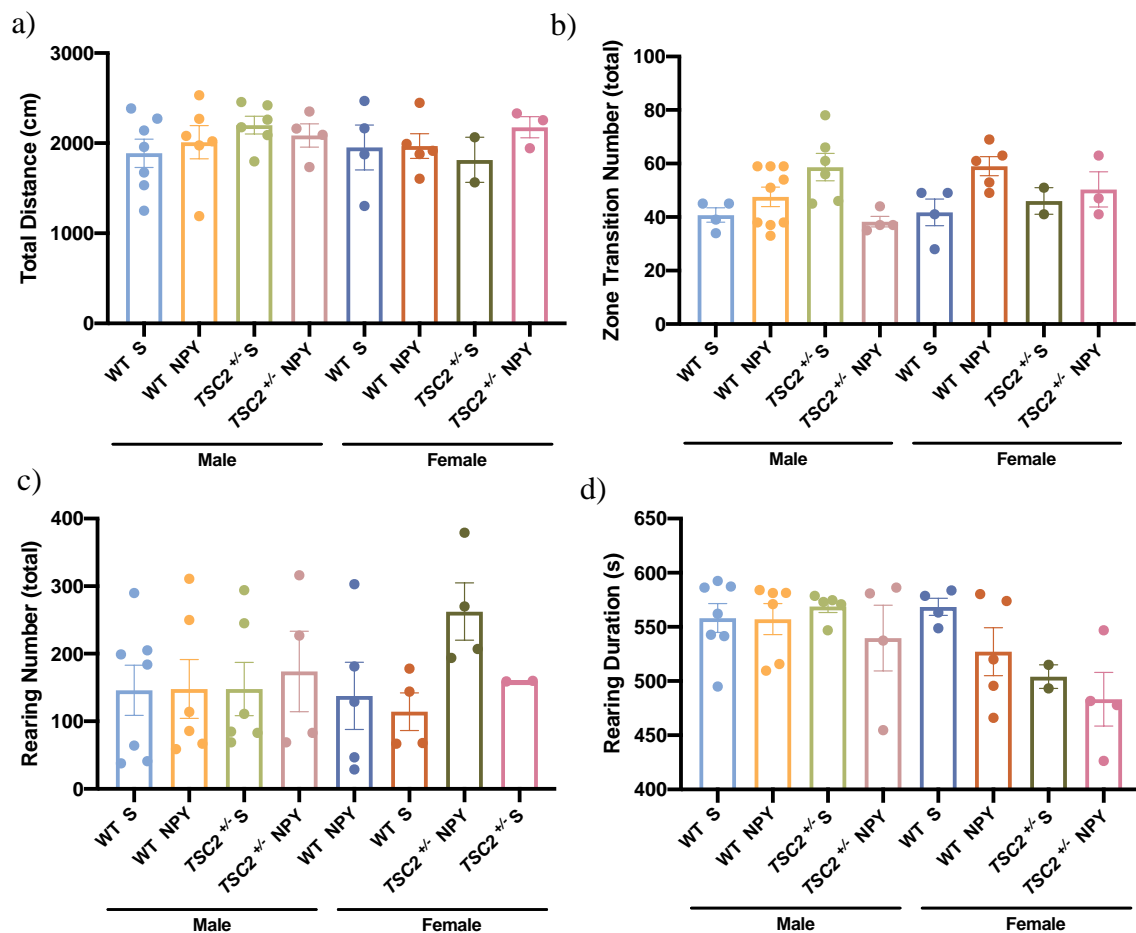 a)
Total Distance (cm)
3000
2000
1000
0
WT S
WT NPY
TSC2 +/- S
TSC2 +/- NPY
WT S
WT NPY
TSC2 +/- S
TSC2 +/- NPY
Male
Female
b)
Zone Transition Number (total)
100
80
60
40
20
0
WT S
WT NPY
TSC2 +/- S
TSC2 +/- NPY
WT S
WT NPY
TSC2 +/- S
TSC2 +/- NPY
Male
Female
c)
Rearing Number (total)
400
300
200
100
0
WT S
WT NPY
TSC2 +/- S
TSC2 +/- NPY
WT NPY
WT S
TSC2 +/- NPY
TSC2 +/- S
Male
Female
d)
Rearing Duration (s)
650
600
550
500
450
400
WT S
WT NPY
TSC2 +/- S
TSC2 +/- NPY
WT S
WT NPY
TSC2 +/- S
TSC2 +/- NPY
Male
Female